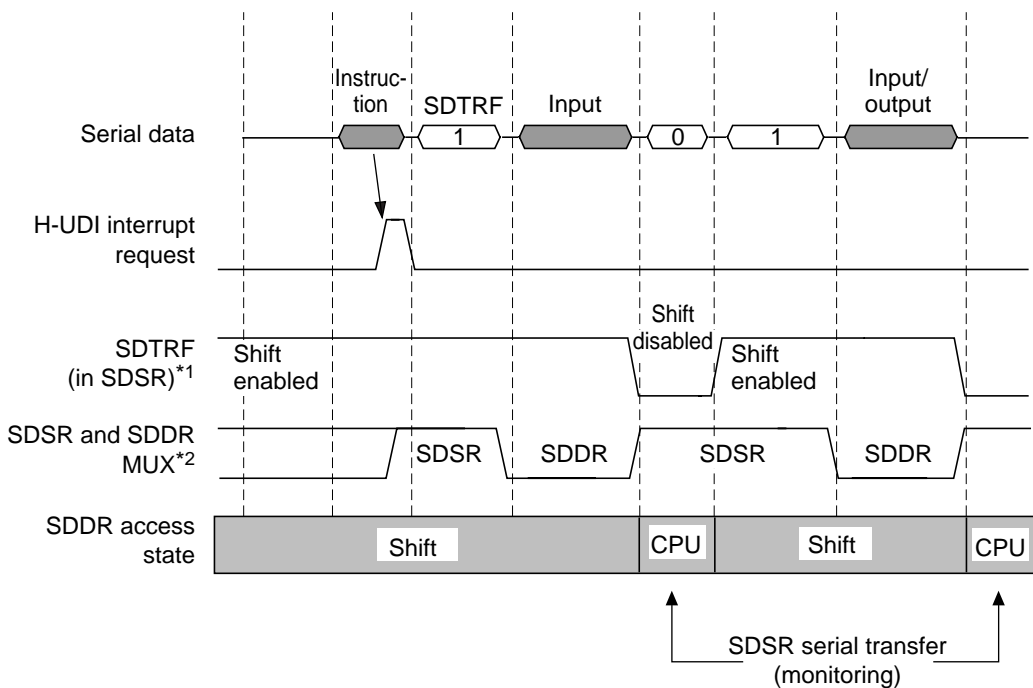 Instruc-
tion
SDTRF
Input
Input/
output
Serial data
1
0
1
H-UDI interrupt
request
Shift
disabled
SDTRF
(in SDSR)*1
Shift
enabled
Shift
enabled
SDSR and SDDR
MUX*2
SDSR
SDDR
SDSR
SDDR
SDDR access
state
Shift
CPU
Shift
CPU
SDSR serial transfer
(monitoring)